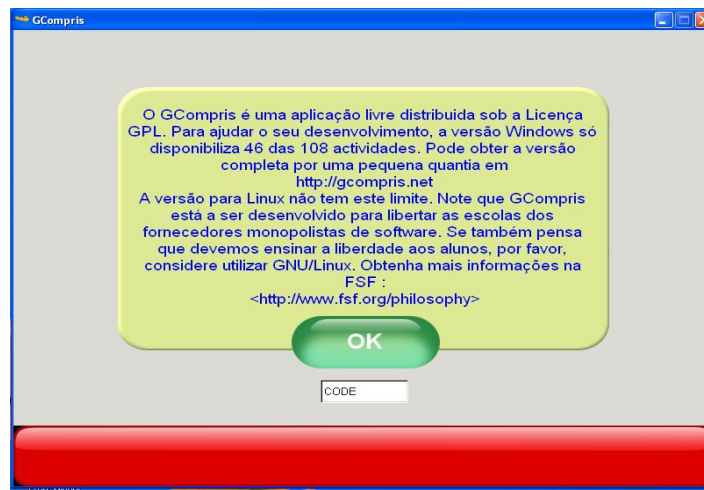 GCompris
O GCompris é uma aplicação livre distribuida sob a Licença
GPL. Para ajudar o seu desenvolvimento, a versão Windows só
disponibiliza 46 das 108 actividades. Pode obter a versão
completa por uma pequena quantia em
http://gcompris.net
A versão para Linux não tem este limite. Note que GCompris
está a ser desenvolvido para libertar as escolas dos
fornecedores monopolistas de software. Se também pensa
que devemos ensinar a liberdade aos alunos, por favor,
considere utilizar GNU/Linux. Obtenha mais informações na
FSF :
<http://www.fsf.org/philosophy>
OK
CODE